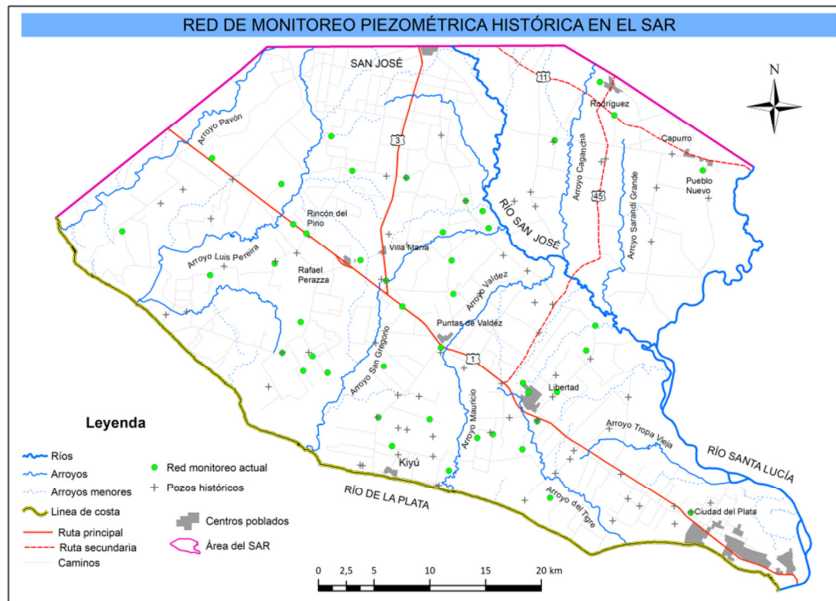 RED DE MONITOREO PIEZOMÉTRICA HISTÓRICA EN EL SAR
SAN JOSÉ
N
11
Rodríguez
Arroyo Pavón
3
Arroyo Cagancha
Capurro
45
Arroyo Sarandí Grande
Pueblo
Nuevo
Rincón del
Pino
RÍO SAN JOSÉ
Villa María
Arroyo Luis Pereira
Rafael
Perazza
Arroyo Valdez
Puntas de Valdéz
Arroyo San Gregorio
1
Libertad
Arroyo Mauricio
Arroyo Tropa Vieja
RÍO SANTA LUCÍA
Kiyú
RÍO DE LA PLATA
Arroyo del Tigre
Ciudad del Plata
Leyenda
Ríos
Arroyos
Arroyos menores
Linea de costa
Ruta principal
Ruta secundaria
Caminos
Red monitoreo actual
Pozos históricos
Centros poblados
Área del SAR
0 2,5 5 10 15 20
km